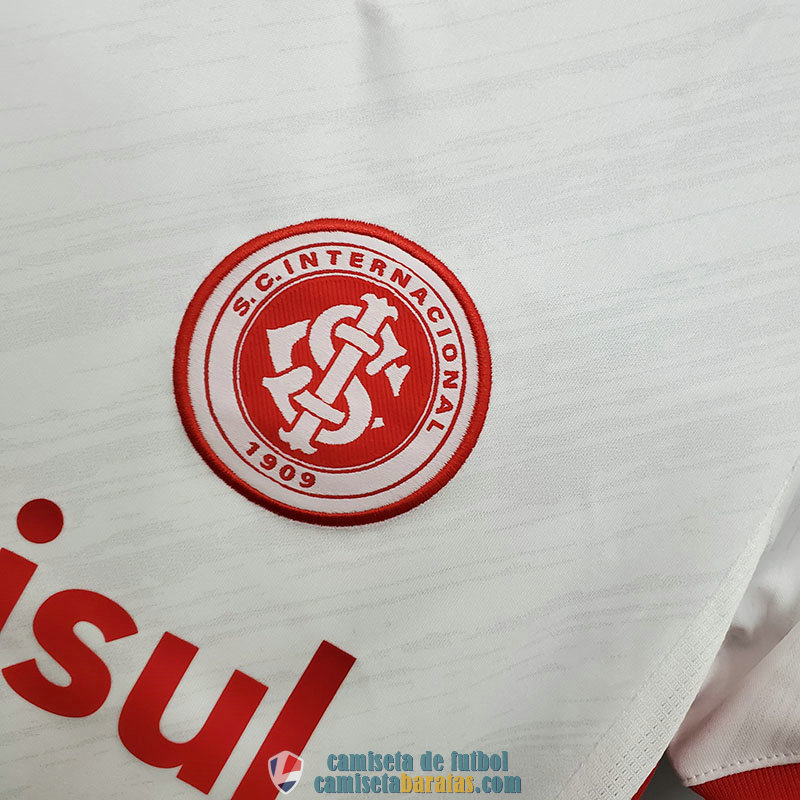 S.C. INTERNACIONAL
1909
isul
camiseta de futbol
camisetabaratas.com